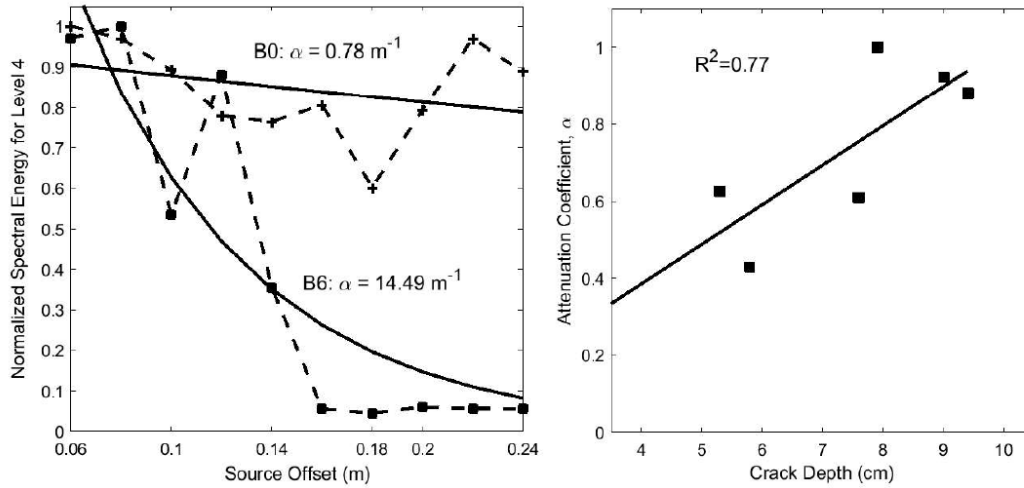 Normalized Spectral Energy for Level 4
1
0.9
0.8
0.7
0.6
0.5
0.4
0.3
0.2
0.1
0
B0: α = 0.78 m⁻¹
B6: α = 14.49 m⁻¹
0.06 0.1 0.14 0.18 0.2 0.24
Source Offset (m)
Attenuation Coefficient, α
1
0.8
0.6
0.4
0.2
0
R²=0.77
4 5 6 7 8 9 10
Crack Depth (cm)